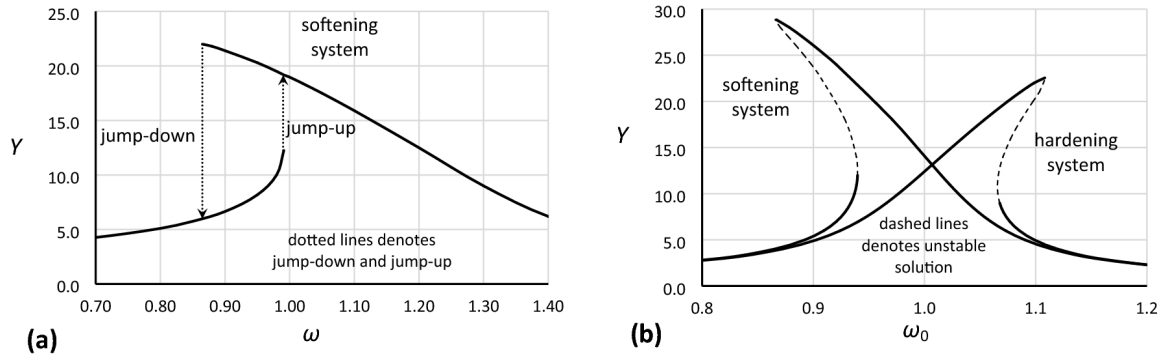 25.0
20.0
15.0
10.0
5.0
0.0
Y
softening
system
jump-down
jump-up
dotted lines denotes
jump-down and jump-up
0.70 0.80 0.90 1.00 1.10 1.20 1.30 1.40
ω
(a)
30.0
25.0
20.0
15.0
10.0
5.0
0.0
Y
softening
system
hardening
system
dashed lines
denotes unstable
solution
0.8 0.9 1.0 1.1 1.2
ω0
(b)